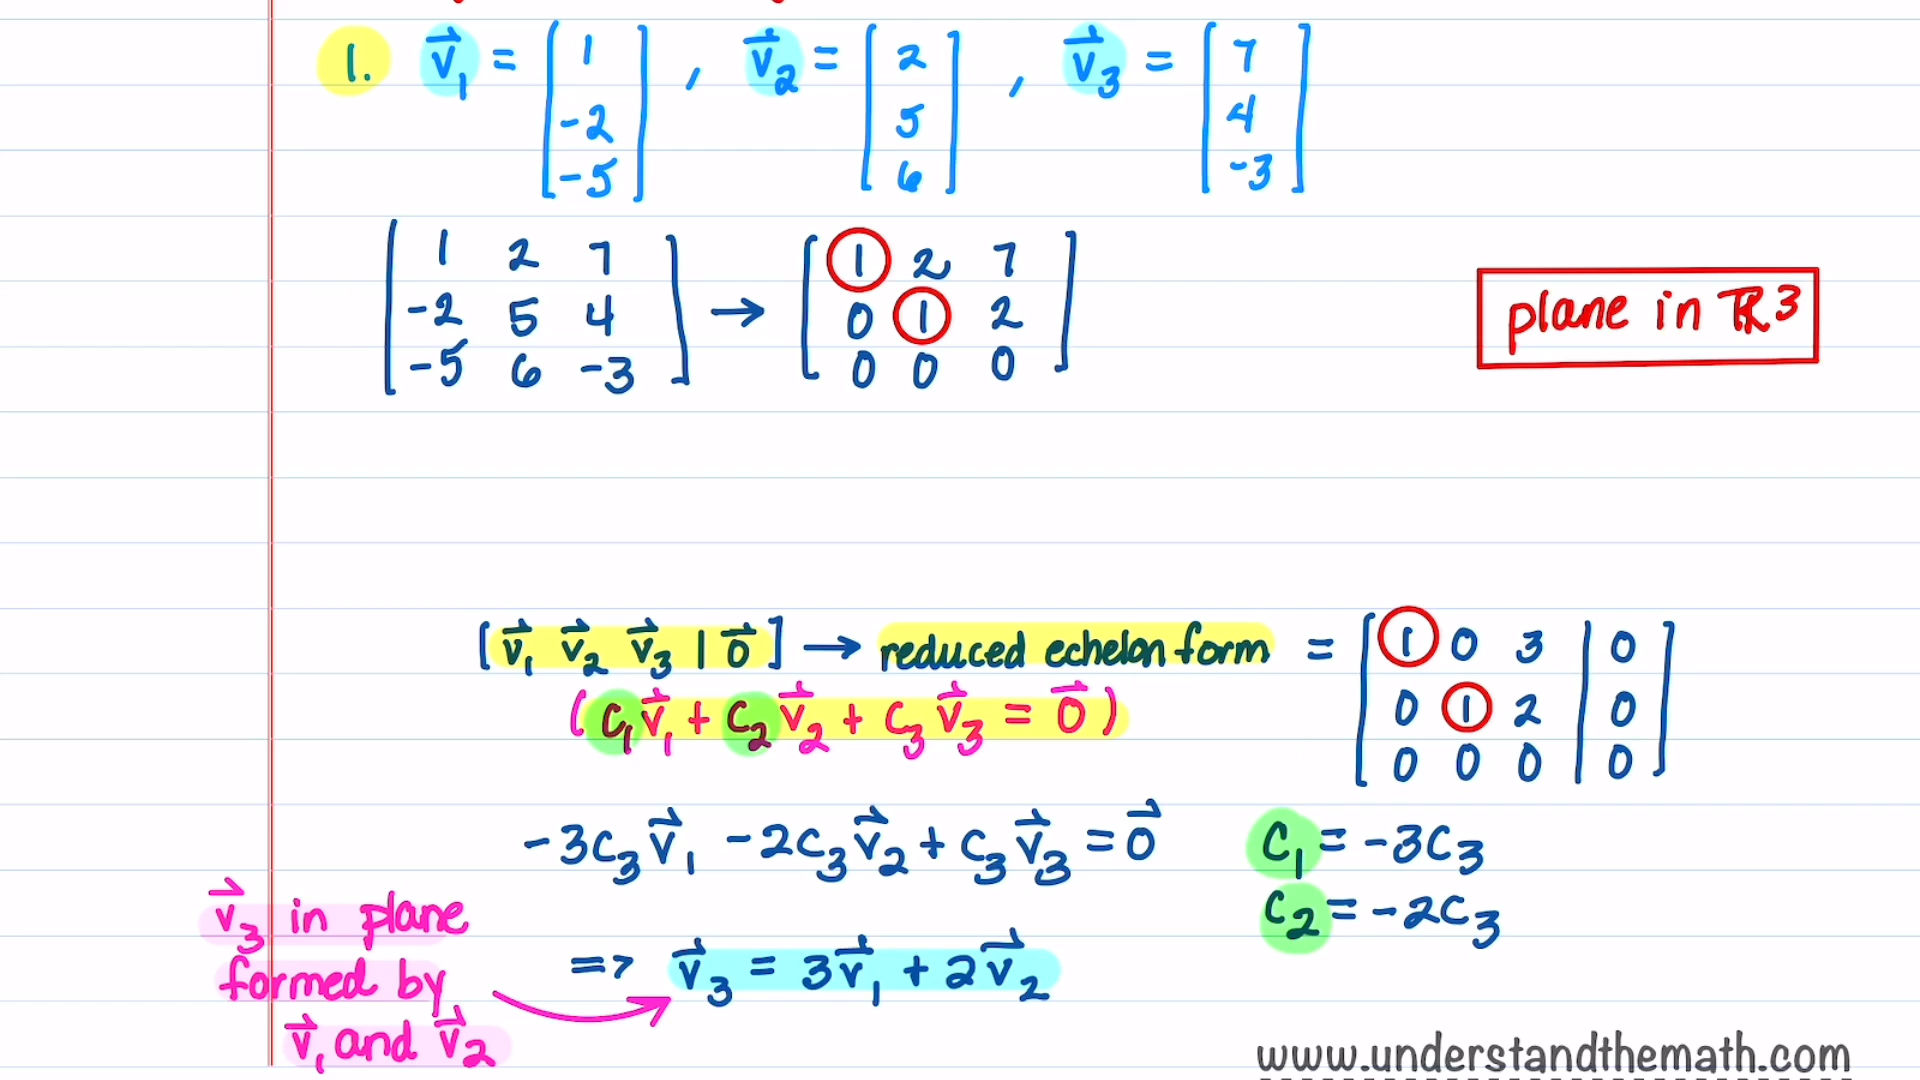 1. v⃗₁ = [1 -2 -5], v⃗₂ = [2 5 6], v⃗₃ = [7 4 -3]
[1 2 7
-2 5 4
-5 6 -3] → [1 2 7
0 1 2
0 0 0]
plane in ℝ³
[v⃗₁ v⃗₂ v⃗₃ | 0⃗] → reduced echelon form = [1 0 3 | 0
0 1 2 | 0
0 0 0 | 0]
(c₁v⃗₁ + c₂v⃗₂ + c₃v⃗₃ = 0⃗)
-3c₃v⃗₁ -2c₃v⃗₂ + c₃v⃗₃ = 0⃗
c₁ = -3c₃
c₂ = -2c₃
v⃗₃ in plane
formed by
v⃗₁ and v⃗₂
=> v⃗₃ = 3v⃗₁ + 2v⃗₂
www.understandthemath.com